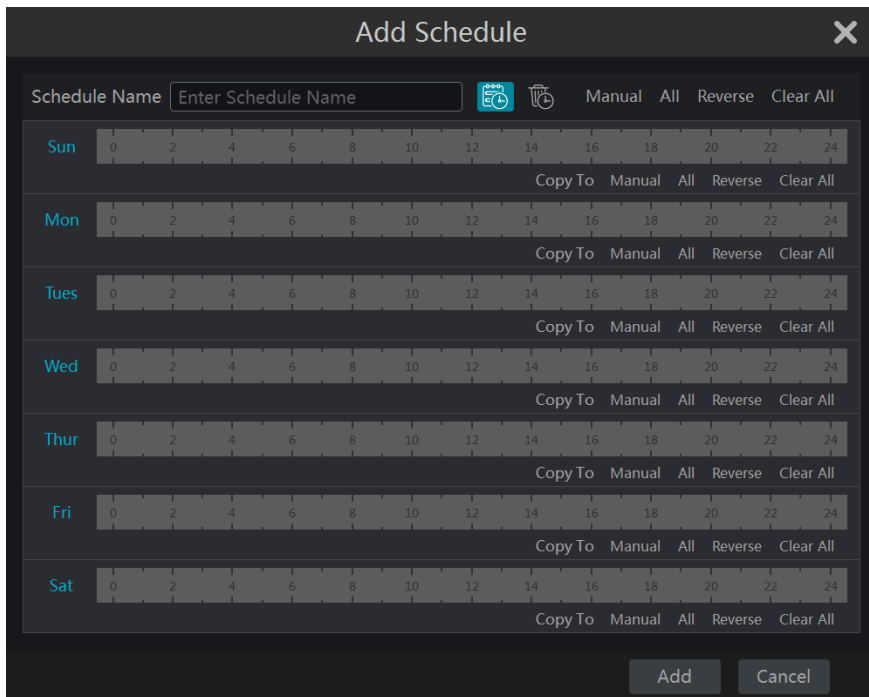 Add Schedule
Schedule Name Enter Schedule Name Manual All Reverse Clear All
Sun 0 2 4 6 8 10 12 14 16 18 20 22 24
Copy To Manual All Reverse Clear All
Mon 0 2 4 6 8 10 12 14 16 18 20 22 24
Copy To Manual All Reverse Clear All
Tues 0 2 4 6 8 10 12 14 16 18 20 22 24
Copy To Manual All Reverse Clear All
Wed 0 2 4 6 8 10 12 14 16 18 20 22 24
Copy To Manual All Reverse Clear All
Thur 0 2 4 6 8 10 12 14 16 18 20 22 24
Copy To Manual All Reverse Clear All
Fri 0 2 4 6 8 10 12 14 16 18 20 22 24
Copy To Manual All Reverse Clear All
Sat 0 2 4 6 8 10 12 14 16 18 20 22 24
Copy To Manual All Reverse Clear All
Add Cancel